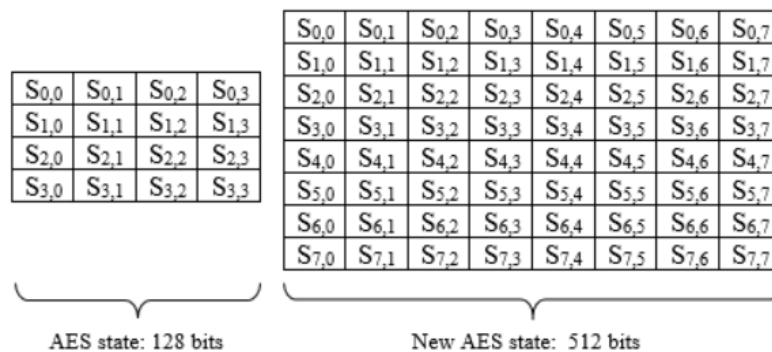 S0,0 S0,1 S0,2 S0,3
S1,0 S1,1 S1,2 S1,3
S2,0 S2,1 S2,2 S2,3
S3,0 S3,1 S3,2 S3,3
AES state: 128 bits
S0,0 S0,1 S0,2 S0,3 S0,4 S0,5 S0,6 S0,7
S1,0 S1,1 S1,2 S1,3 S1,4 S1,5 S1,6 S1,7
S2,0 S2,1 S2,2 S2,3 S2,4 S2,5 S2,6 S2,7
S3,0 S3,1 S3,2 S3,3 S3,4 S3,5 S3,6 S3,7
S4,0 S4,1 S4,2 S4,3 S4,4 S4,5 S4,6 S4,7
S5,0 S5,1 S5,2 S5,3 S5,4 S5,5 S5,6 S5,7
S6,0 S6,1 S6,2 S6,3 S6,4 S6,5 S6,6 S6,7
S7,0 S7,1 S7,2 S7,3 S7,4 S7,5 S7,6 S7,7
New AES state: 512 bits